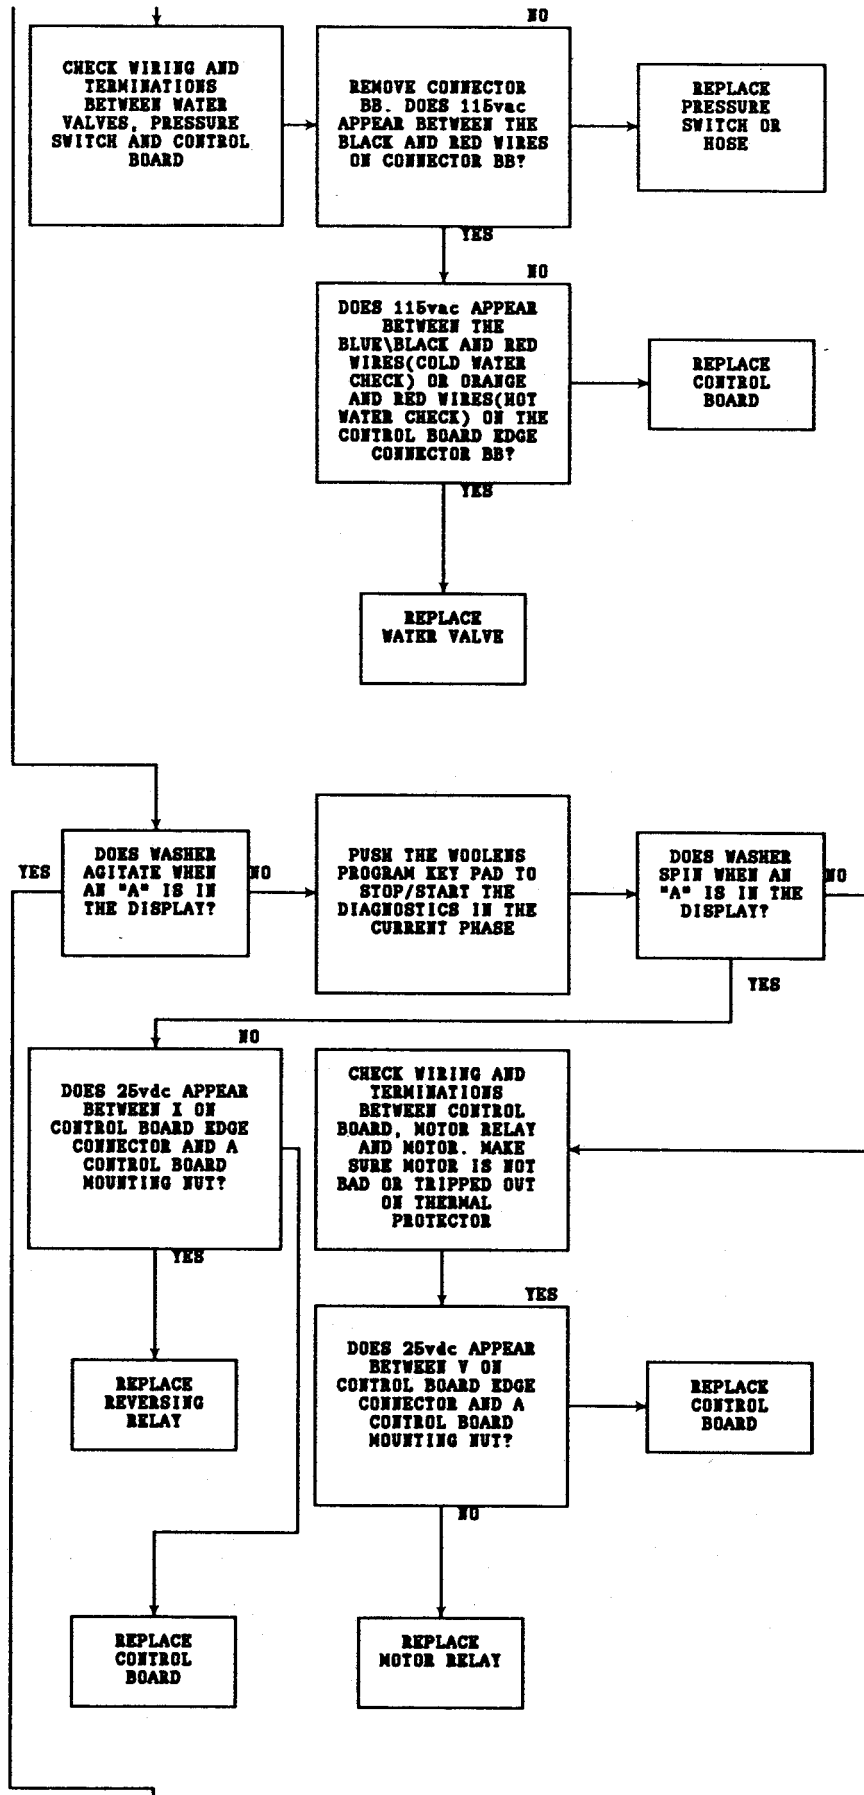 NO
CHECK WIRING AND
TERMINATIONS
BETWEEN WATER
VALVES, PRESSURE
SWITCH AND CONTROL
BOARD
REMOVE CONNECTOR
BB. DOES 115vac
APPEAR BETWEEN THE
BLACK AND RED WIRES
ON CONNECTOR BB?
REPLACE
PRESSURE
SWITCH OR
HOSE
YES
NO
DOES 115vac APPEAR
BETWEEN THE
BLUE\BLACK AND RED
WIRES(COLD WATER
CHECK) OR ORANGE
AND RED WIRES(HOT
WATER CHECK) ON THE
CONTROL BOARD EDGE
CONNECTOR BB?
REPLACE
CONTROL
BOARD
YES
REPLACE
WATER VALVE
YES
DOES WASHER
AGITATE WHEN
AN "A" IS IN
THE DISPLAY?
NO
PUSH THE WOOLENS
PROGRAM KEY PAD TO
STOP/START THE
DIAGNOSTICS IN THE
CURRENT PHASE
DOES WASHER
SPIN WHEN AN
"A" IS IN THE
DISPLAY?
NO
YES
NO
DOES 25vdc APPEAR
BETWEEN X ON
CONTROL BOARD EDGE
CONNECTOR AND A
CONTROL BOARD
MOUNTING NUT?
CHECK WIRING AND
TERMINATIONS
BETWEEN CONTROL
BOARD, MOTOR RELAY
AND MOTOR. MAKE
SURE MOTOR IS NOT
BAD OR TRIPPED OUT
ON THERMAL
PROTECTOR
YES
YES
REPLACE
REVERSING
RELAY
DOES 25vdc APPEAR
BETWEEN V ON
CONTROL BOARD EDGE
CONNECTOR AND A
CONTROL BOARD
MOUNTING NUT?
REPLACE
CONTROL
BOARD
NO
REPLACE
CONTROL
BOARD
REPLACE
MOTOR RELAY